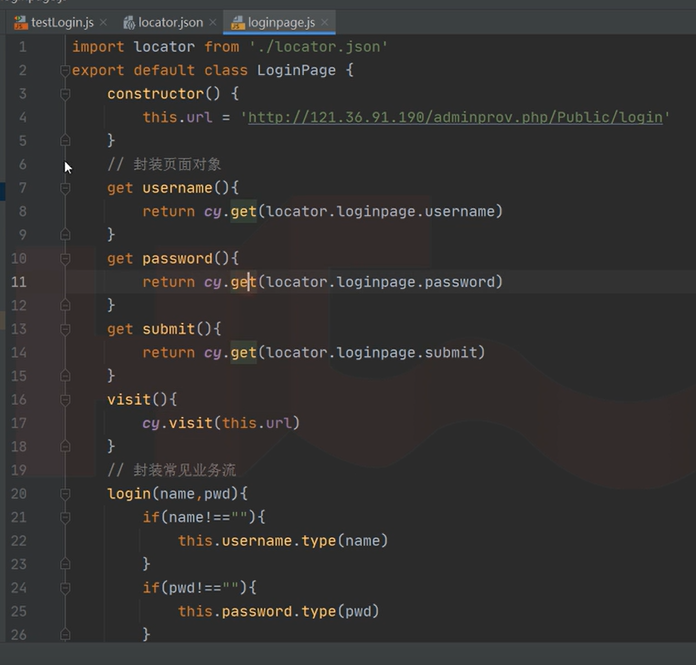 testLogin.js × locator.json × loginpage.js ×
1 import locator from './locator.json'
2 export default class LoginPage {
3 constructor() {
4 this.url = 'http://121.36.91.190/adminprov.php/Public/login'
5 }
6 // 封装页面对象
7 get username(){
8 return cy.get(locator.loginpage.username)
9 }
10 get password(){
11 return cy.get(locator.loginpage.password)
12 }
13 get submit(){
14 return cy.get(locator.loginpage.submit)
15 }
16 visit(){
17 cy.visit(this.url)
18 }
19 // 封装常见业务流
20 login(name,pwd){
21 if(name!==""){
22 this.username.type(name)
23 }
24 if(pwd!==""){
25 this.password.type(pwd)
26 }